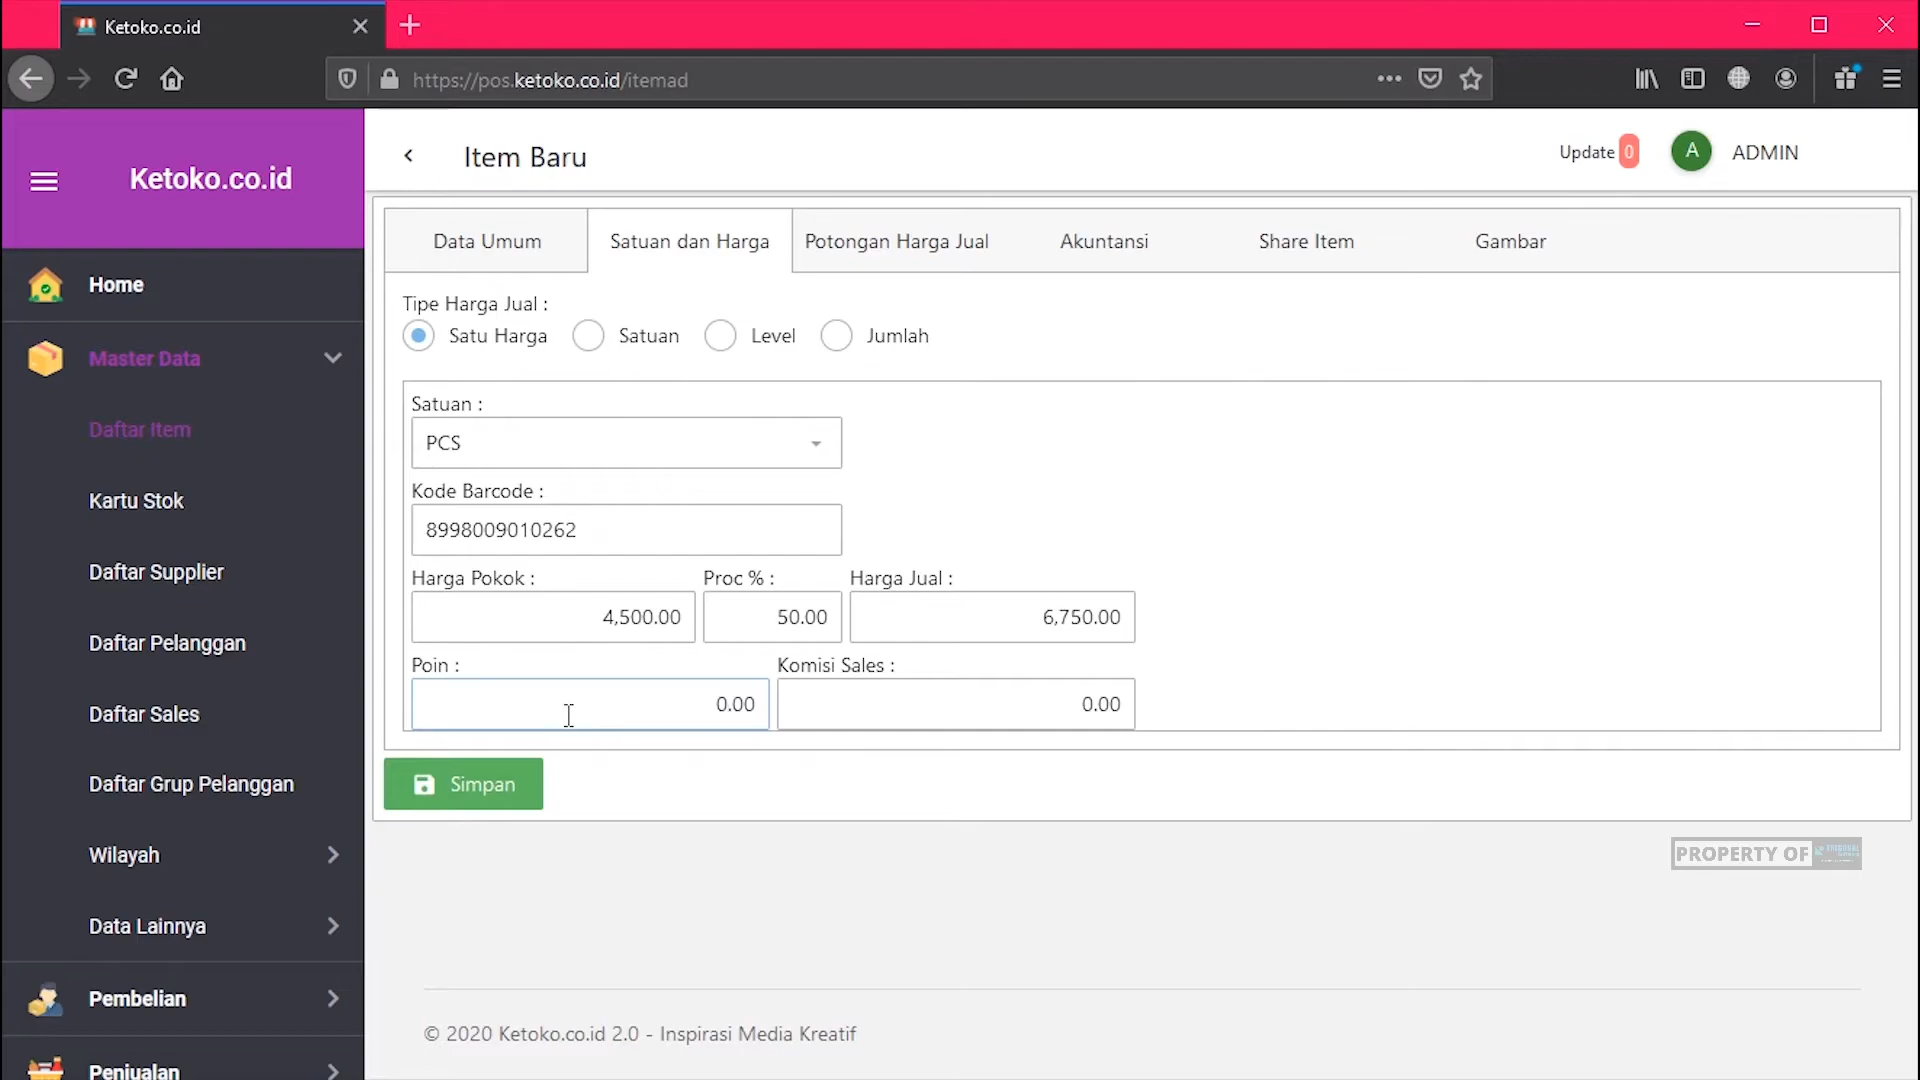 Ketoko.co.id
https://pos.ketoko.co.id/itemad
Ketoko.co.id
Item Baru
Update 0
A
ADMIN
Home
Master Data
Daftar Item
Kartu Stok
Daftar Supplier
Daftar Pelanggan
Daftar Sales
Daftar Grup Pelanggan
Wilayah
Data Lainnya
Pembelian
Penjualan
Data Umum
Satuan dan Harga
Potongan Harga Jual
Akuntansi
Share Item
Gambar
Tipe Harga Jual :
Satu Harga
Satuan
Level
Jumlah
Satuan :
PCS
Kode Barcode :
8998009010262
Harga Pokok :
Proc % :
Harga Jual :
4,500.00
50.00
6,750.00
Poin :
Komisi Sales :
0.00
0.00
Simpan
PROPERTY OF
© 2020 Ketoko.co.id 2.0 - Inspirasi Media Kreatif